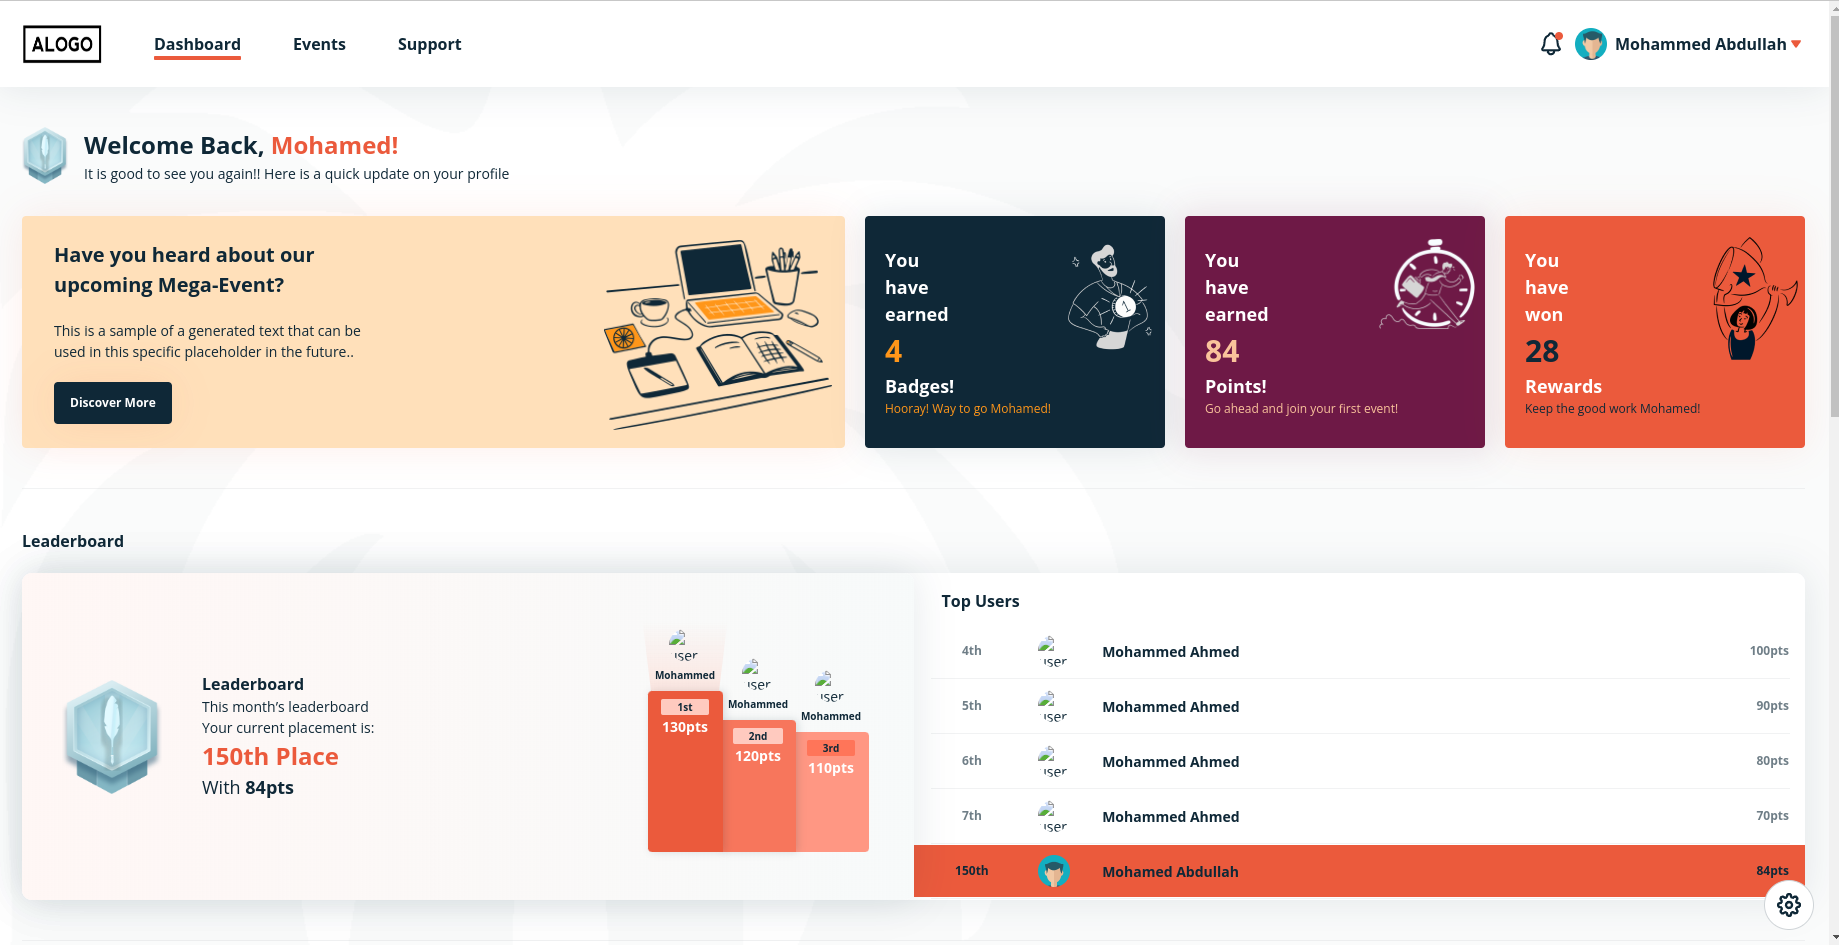 ALOGO
Dashboard
Events
Support
Mohammed Abdullah
Welcome Back, Mohamed!
It is good to see you again!! Here is a quick update on your profile
Have you heard about our
upcoming Mega-Event?
This is a sample of a generated text that can be
used in this specific placeholder in the future..
Discover More
You
have
earned
4
Badges!
Hooray! Way to go Mohamed!
1
You
have
earned
84
Points!
Go ahead and join your first event!
You
have
won
28
Rewards
Keep the good work Mohamed!
Leaderboard
Leaderboard
This month's leaderboard
Your current placement is:
150th Place
With 84pts
user
Mohammed
1st
130pts
user
Mohammed
2nd
120pts
user
Mohammed
3rd
110pts
Top Users
4th user Mohammed Ahmed 100pts
5th user Mohammed Ahmed 90pts
6th user Mohammed Ahmed 80pts
7th user Mohammed Ahmed 70pts
150th Mohamed Abdullah 84pts